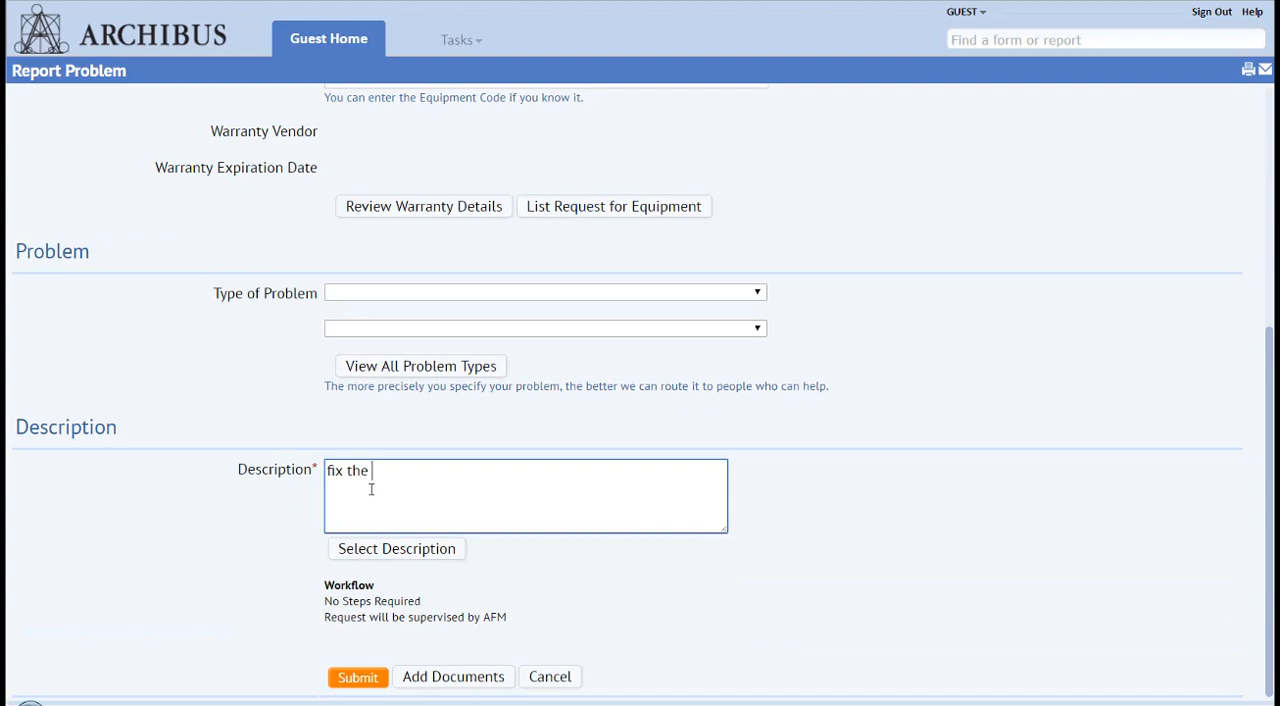 GUEST
Sign Out
Help
ARCHIBUS
Guest Home
Tasks
Find a form or report
Report Problem
You can enter the Equipment Code if you know it.
Warranty Vendor
Warranty Expiration Date
Review Warranty Details
List Request for Equipment
Problem
Type of Problem
View All Problem Types
The more precisely you specify your problem, the better we can route it to people who can help.
Description
Description*
fix the
Select Description
Workflow
No Steps Required
Request will be supervised by AFM
Submit
Add Documents
Cancel